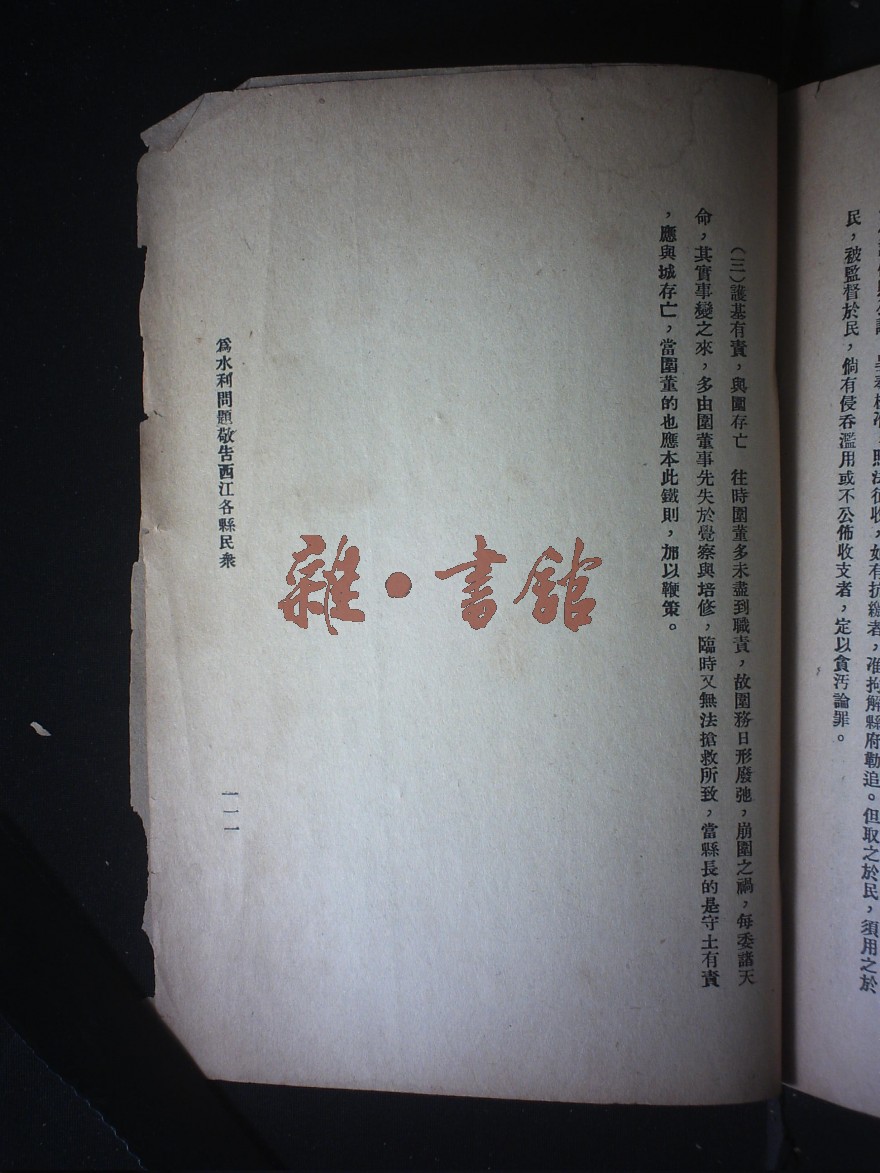 民，被監督於民，倘有侵吞濫用或不公佈收支者，定以貪污論罪。
（三）護基有責，與圍存亡　往時圍董多未盡到職責，故圍務日形廢弛，崩圍之禍，每委諸天
命，其實事變之來，多由圍董事先失於覺察與培修，臨時又無法搶救所致，當縣長的是守土有責
，應與城存亡，當圍董的也應本此鐵則，加以鞭策。
為水利問題敬告西江各縣民衆
一一一
雜·書館